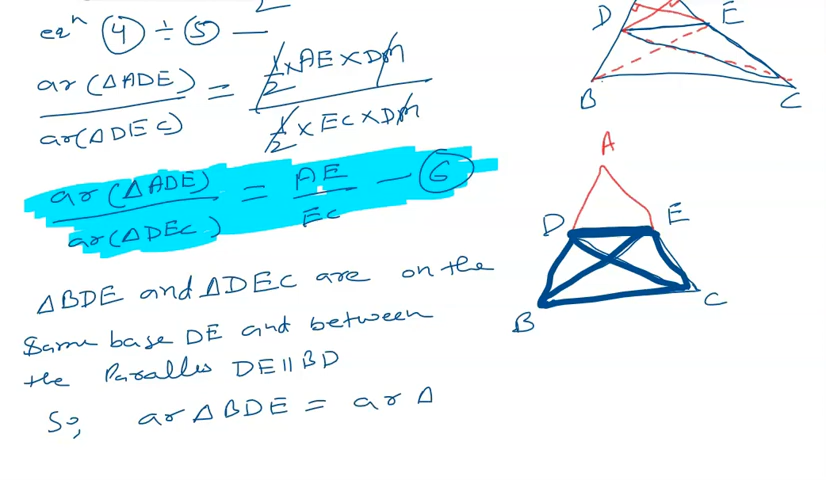 2
eqn (4) ÷ (5) —
ar (ΔADE) / ar(ΔDEC) = 1/2 × AE × DM / 1/2 × EC × DM
ar (ΔADE) / ar(ΔDEC) = AE / EC — (6)
ΔBDE and ΔDEC are on the
Same base DE and between
the Paralles DE || BD
So, ar ΔBDE = ar Δ
D
E
B
C
A
D
E
B
C